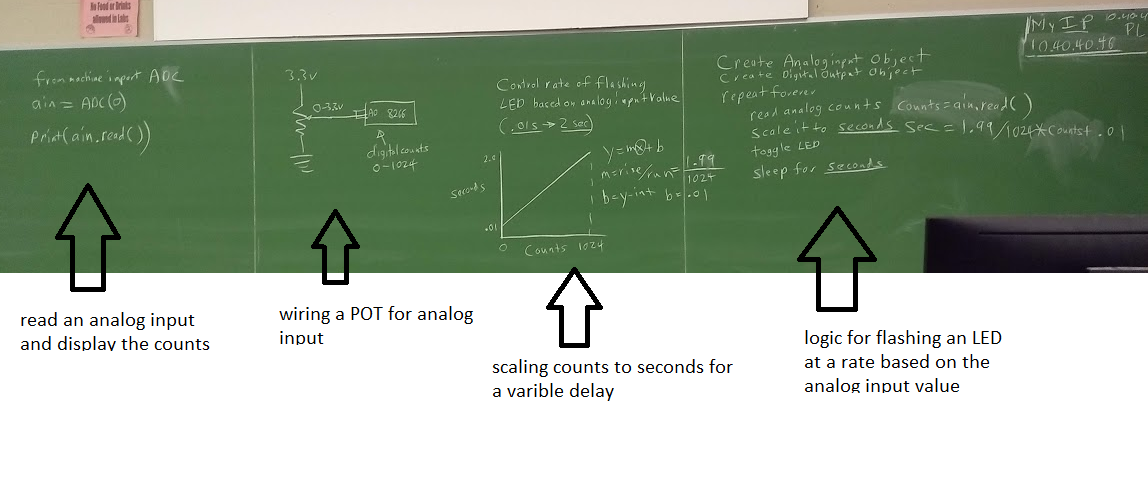 No Food or Drinks
allowed in Labs
My IP 10.40.4
PL
10.40.40.46
from machine import ADC
ain = ADC(0)
Print(ain.read())
3.3v
0-3.3v
A0 8266
digital counts
0-1024
Control rate of flashing
LED based on analog input value
(.01s → 2 sec)
2.0
seconds
.01
0 Counts 1024
y=mx+b
m=rise/run= 1.99/1024
b=y-int b=.01
Create Analog input Object
Create Digital Output Object
repeat forever
read analog counts Counts=ain.read()
Scale it to seconds Sec = 1.99/1024*Counts+.01
toggle LED
sleep for seconds
read an analog input
and display the counts
wiring a POT for analog
input
scaling counts to seconds for
a varible delay
logic for flashing an LED
at a rate based on the
analog input value